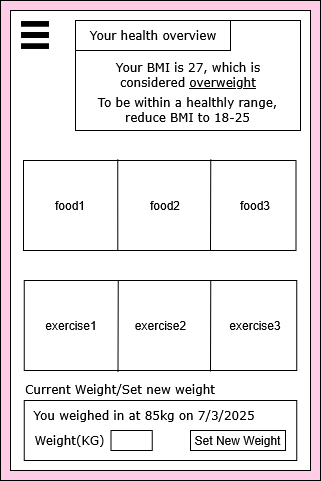 Your health overview
Your BMI is 27, which is
considered overweight
To be within a healthly range,
reduce BMI to 18-25
food1 food2 food3
exercise1 exercise2 exercise3
Current Weight/Set new weight
You weighed in at 85kg on 7/3/2025
Weight(KG) Set New Weight